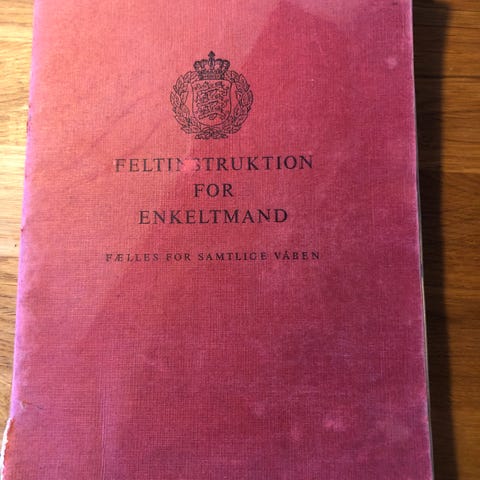 FELTINSTRUKTION
FOR
ENKELTMAND
FÆLLES FOR SAMTLIGE VÅBEN